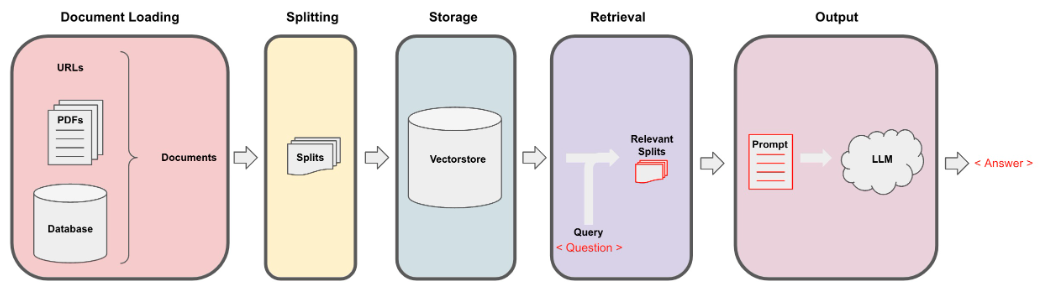 Document Loading
Splitting
Storage
Retrieval
Output
URLs
PDFs
Documents
Database
Splits
Vectorstore
Relevant
Splits
Query
< Question >
Prompt
LLM
< Answer >